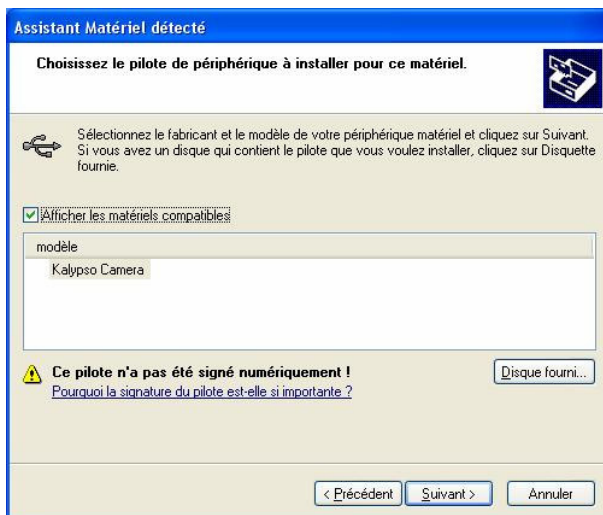 Assistant Matériel détecté
Choisissez le pilote de périphérique à installer pour ce matériel.
Sélectionnez le fabricant et le modèle de votre périphérique matériel et cliquez sur Suivant.
Si vous avez un disque qui contient le pilote que vous voulez installer, cliquez sur Disquette
fournie.
Afficher les matériels compatibles
modèle
Kalypso Camera
Ce pilote n'a pas été signé numériquement !
Disque fourni...
Pourquoi la signature du pilote est-elle si importante ?
< Précédent
Suivant >
Annuler